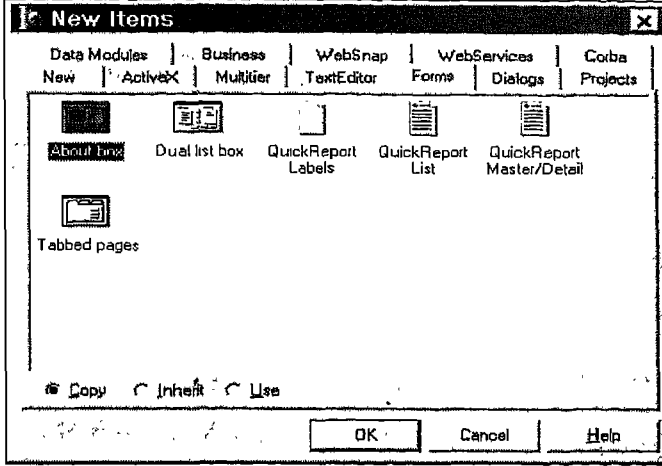 New Items
Data Modules Business WebSnap WebServices Corba
New ActiveX Multitier TextEditor Forms Dialogs Projects
About box Dual list box QuickReport Labels QuickReport List QuickReport Master/Detail
Tabbed pages
Copy Inherit Use
OK Cancel Help